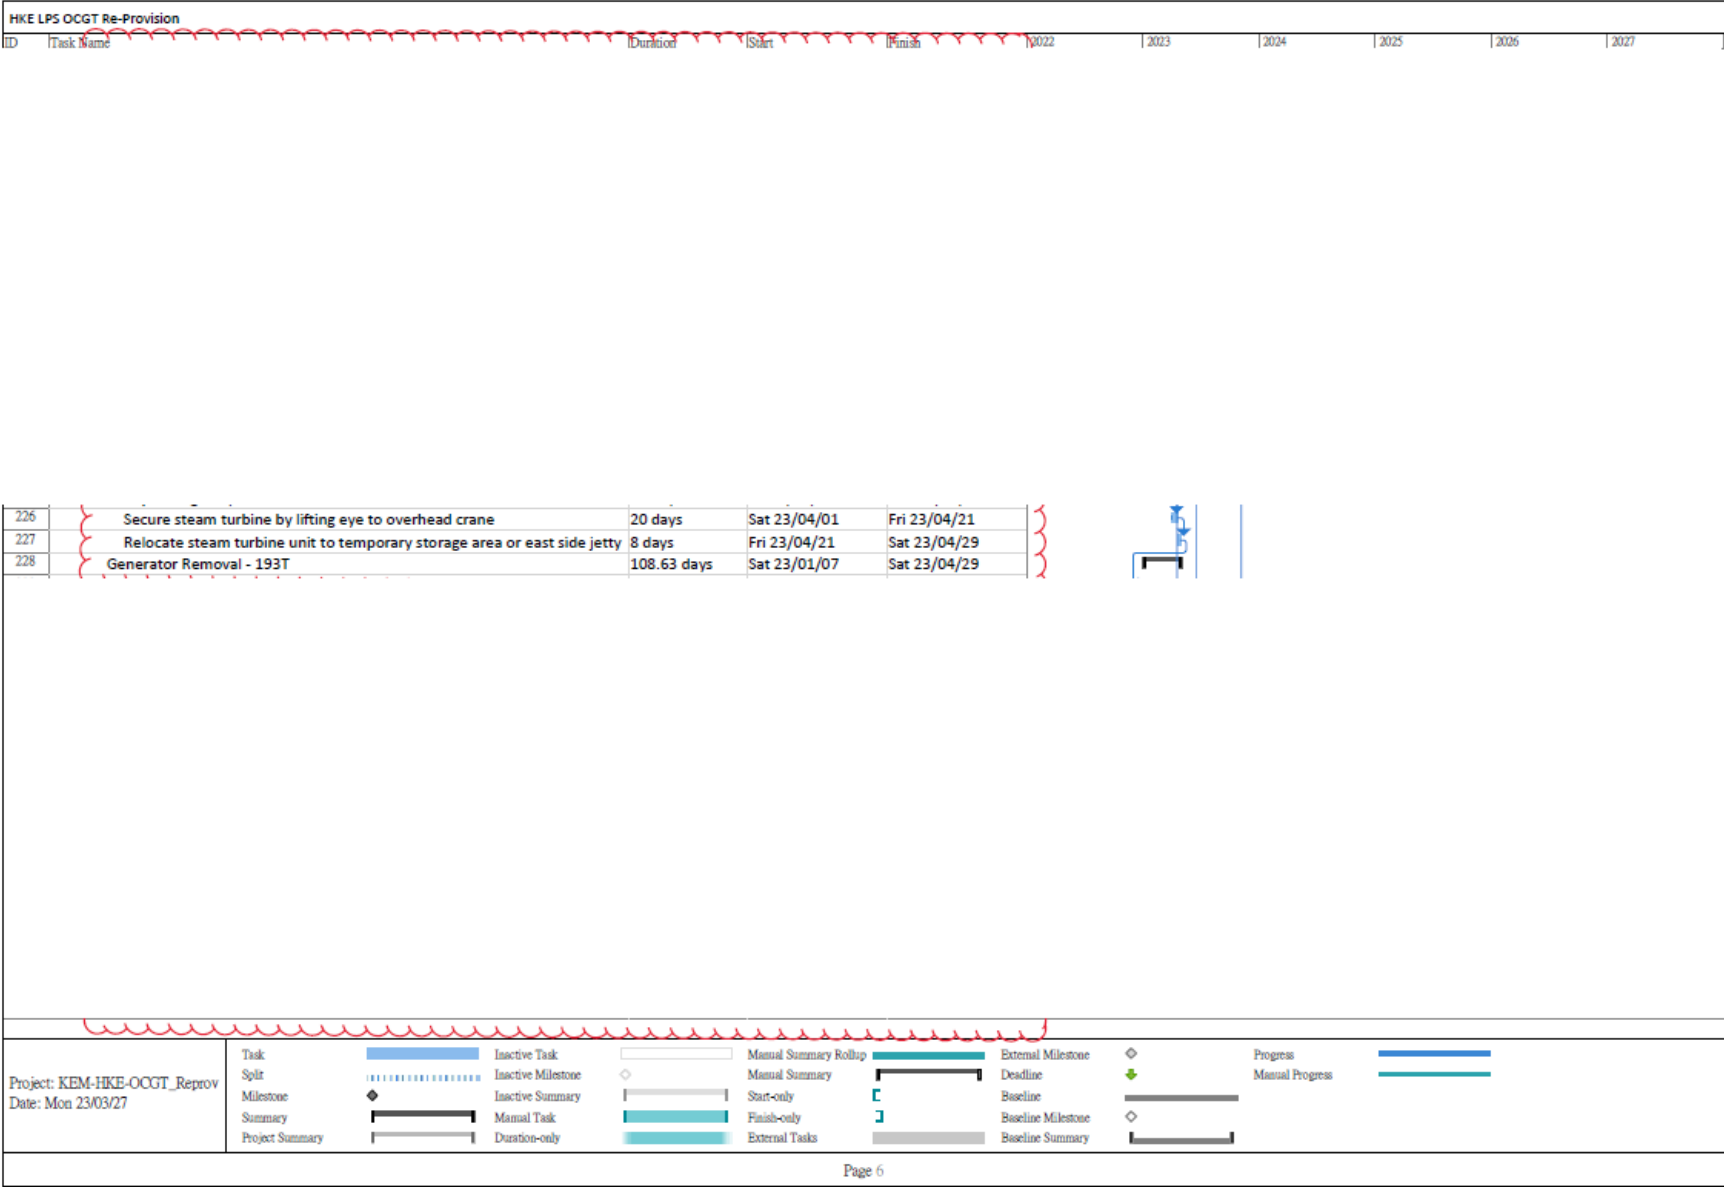 HKE LPS OCGT Re-Provision
ID Task Name Duration Start Finish 2022 2023 2024 2025 2026 2027
226 Secure steam turbine by lifting eye to overhead crane 20 days Sat 23/04/01 Fri 23/04/21
227 Relocate steam turbine unit to temporary storage area or east side jetty 8 days Fri 23/04/21 Sat 23/04/29
228 Generator Removal - 193T 108.63 days Sat 23/01/07 Sat 23/04/29
Project: KEM-HKE-OCGT_Reprov
Date: Mon 23/03/27
Task Inactive Task Manual Summary Rollup External Milestone Progress
Split Inactive Milestone Manual Summary Deadline Manual Progress
Milestone Inactive Summary Start-only Baseline
Summary Manual Task Finish-only Baseline Milestone
Project Summary Duration-only External Tasks Baseline Summary
Page 6